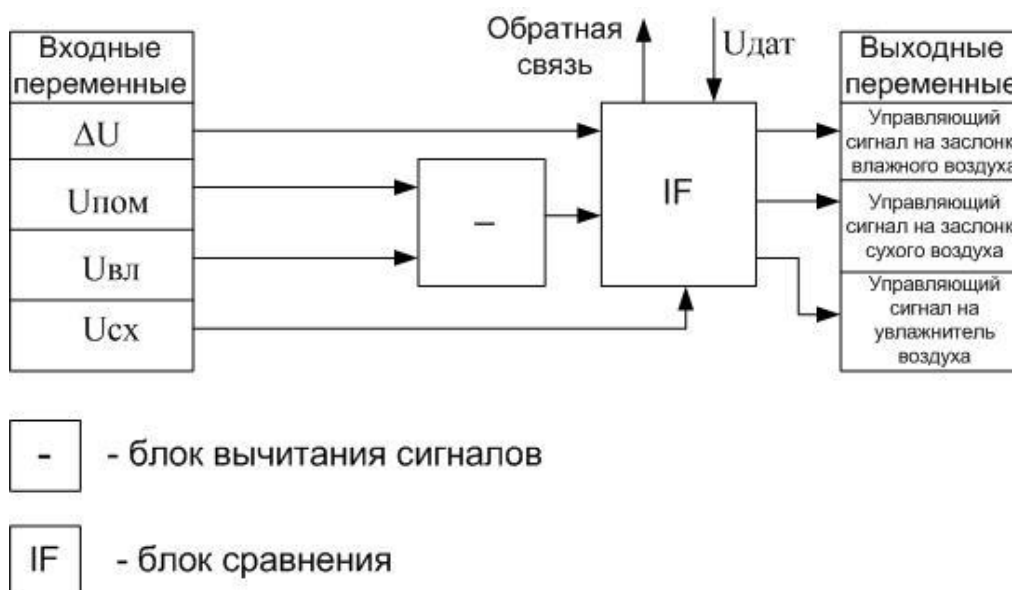 Входные
переменные
ΔU
Uпом
Uвл
Uсх
–
Обратная
связь
Uдат
IF
Выходные
переменные
Управляющий
сигнал на заслонк
влажного воздуха
Управляющий
сигнал на заслонк
сухого воздуха
Управляющий
сигнал на
увлажнитель
воздуха
- - блок вычитания сигналов
IF - блок сравнения